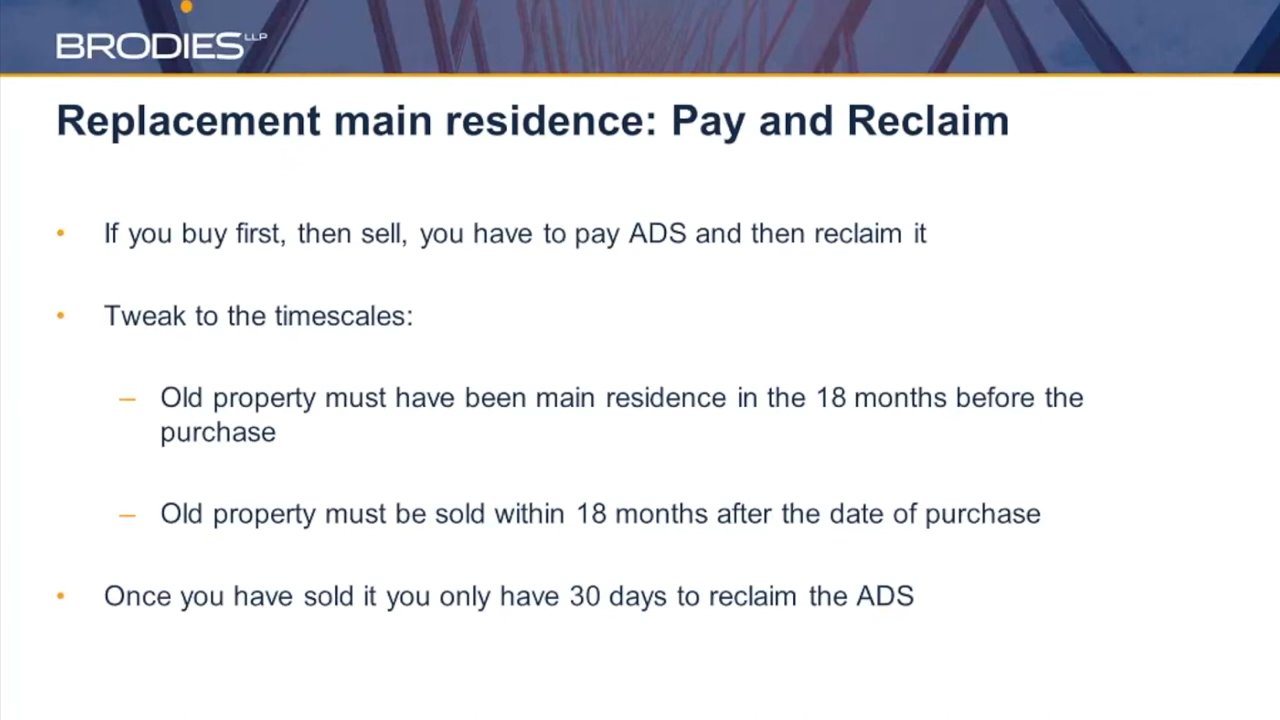 BRODIES LLP
Replacement main residence: Pay and Reclaim
• If you buy first, then sell, you have to pay ADS and then reclaim it
• Tweak to the timescales:
– Old property must have been main residence in the 18 months before the
purchase
– Old property must be sold within 18 months after the date of purchase
• Once you have sold it you only have 30 days to reclaim the ADS